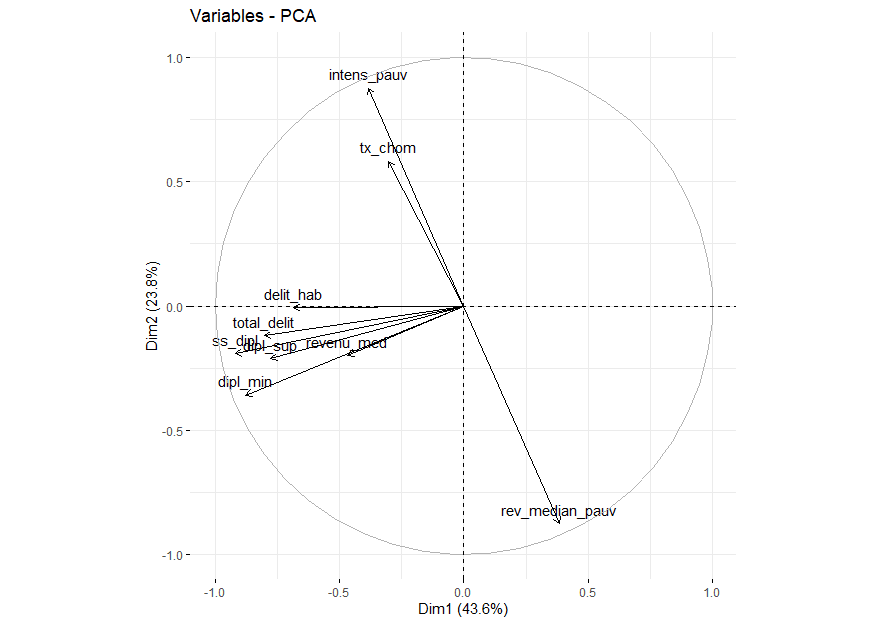 Variables - PCA
1.0
intens_pauv
tx_chom
0.5
Dim2 (23.8%)
delit_hab
0.0
total_delit
ss_dipl
dipl_sup
revenu_med
dipl_min
-0.5
rev_median_pauv
-1.0
-1.0
-0.5
0.0
0.5
1.0
Dim1 (43.6%)